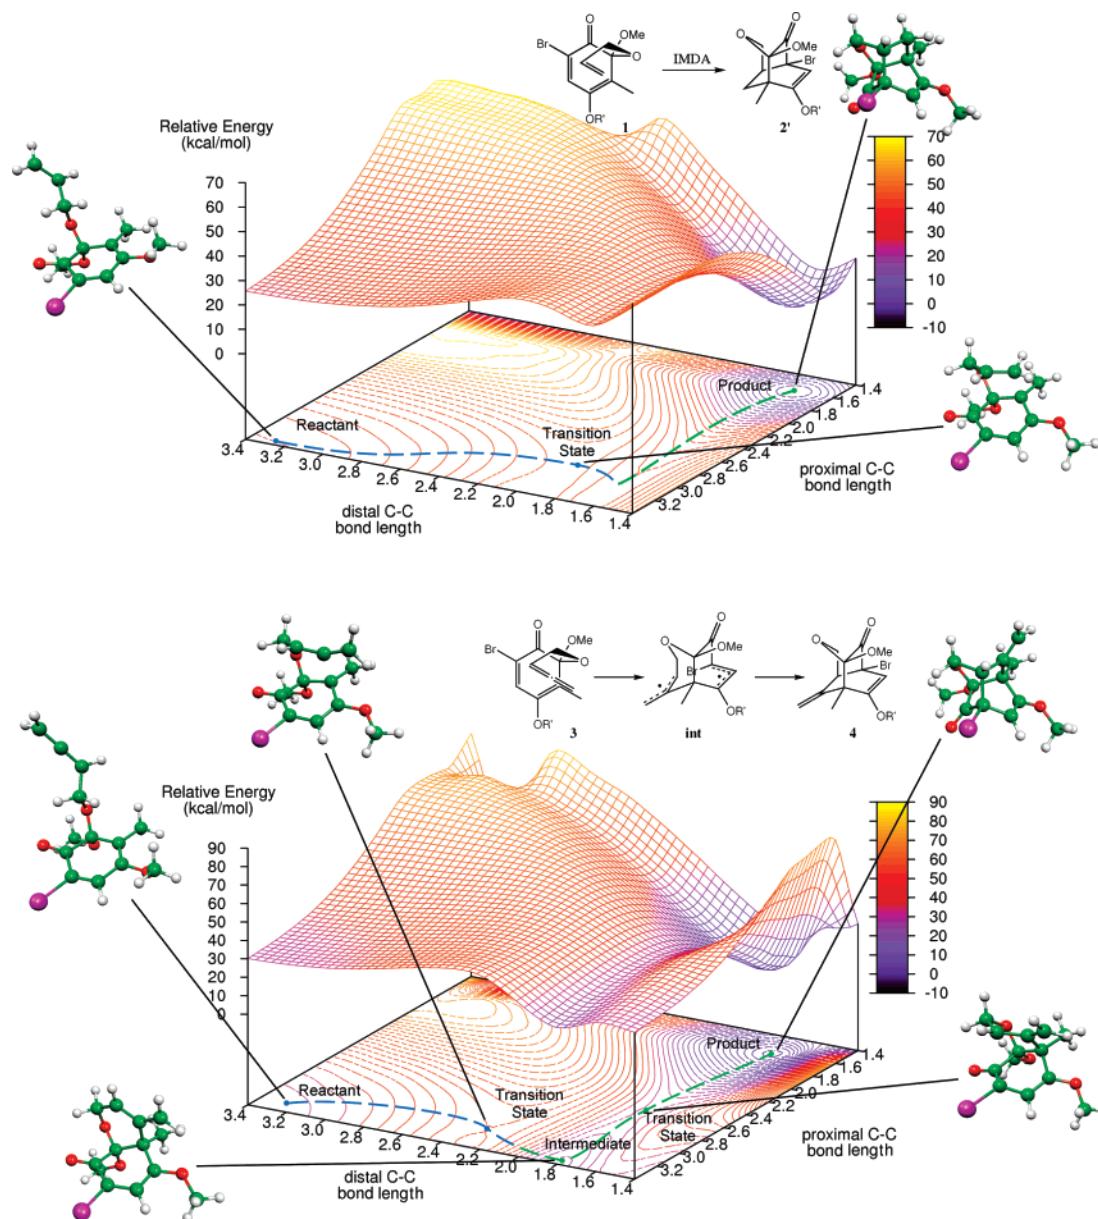 O
OMe
Br
O
OR'
1
IMDA
O
O
OMe
Br
OR'
2'
Relative Energy
(kcal/mol)
70
60
50
40
30
20
10
0
70
60
50
40
30
20
10
0
-10
Reactant
Transition
State
Product
3.4
3.2
3.0
2.8
2.6
2.4
2.2
2.0
1.8
1.6
1.4
distal C-C
bond length
1.4
1.6
1.8
2.0
2.2
2.4
2.6
2.8
3.0
3.2
proximal C-C
bond length
O
OMe
Br
O
OR'
3
O
O
OMe
Br
OR'
int
O
O
OMe
Br
OR'
4
Relative Energy
(kcal/mol)
90
80
70
60
50
40
30
20
10
0
90
80
70
60
50
40
30
20
10
0
-10
Reactant
Transition
State
Intermediate
Transition
State
Product
3.4
3.2
3.0
2.8
2.6
2.4
2.2
2.0
1.8
1.6
1.4
distal C-C
bond length
1.4
1.6
1.8
2.0
2.2
2.4
2.6
2.8
3.0
3.2
proximal C-C
bond length